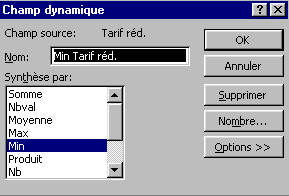 Champ dynamique
Champ source: Tarif réd.
Nom: Min Tarif réd.
Synthèse par:
Somme
Nbval
Moyenne
Max
Min
Produit
Nb
OK
Annuler
Supprimer
Nombre...
Options >>